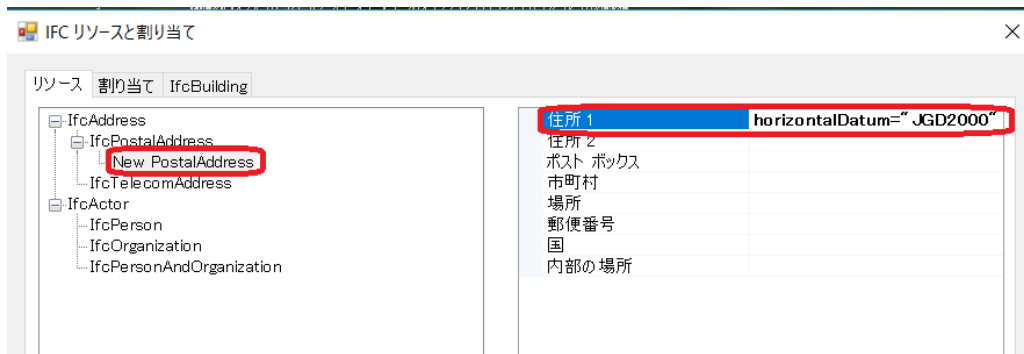 IFC リソースと割り当て
リソース 割り当て IfcBuilding
IfcAddress
IfcPostalAddress
New PostalAddress
IfcTelecomAddress
IfcActor
IfcPerson
IfcOrganization
IfcPersonAndOrganization
住所 1 horizontalDatum="JGD2000"
住所 2
ポスト ボックス
市町村
場所
郵便番号
国
内部の場所